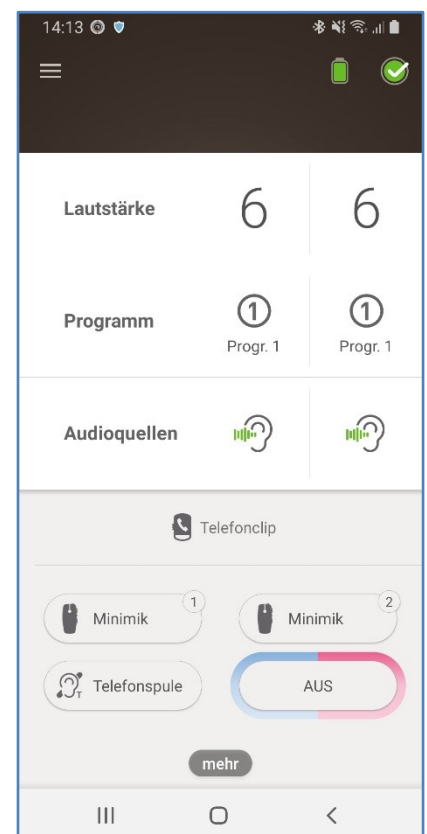 14:13
Lautstärke 6 6
Programm 1 1
Progr. 1 Progr. 1
Audioquellen
Telefonclip
Minimik 1 Minimik 2
T Telefonspule AUS
mehr